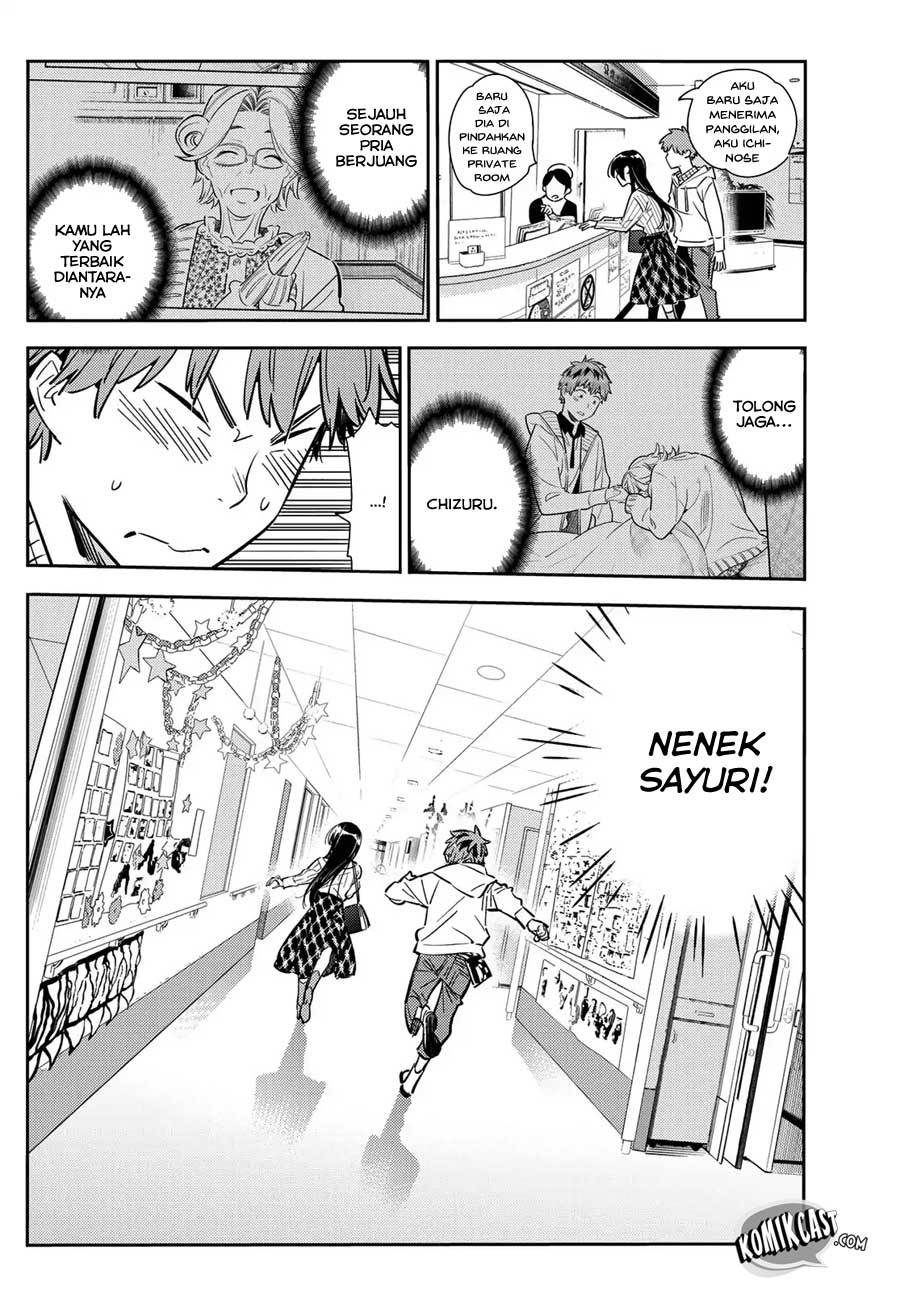 AKU
BARU SAJA
MENERIMA
PANGGILAN,
AKU ICHI-
NOSE
BARU
SAJA
DIA DI
PINDAHKAN
KE RUANG
PRIVATE
ROOM
SEJAUH
SEORANG
PRIA
BERJUANG
KAMU LAH
YANG
TERBAIK
DIANTARA-
NYA
TOLONG
JAGA...
CHIZURU.
...!
NENEK
SAYURI!
KOMIKCAST
.COM